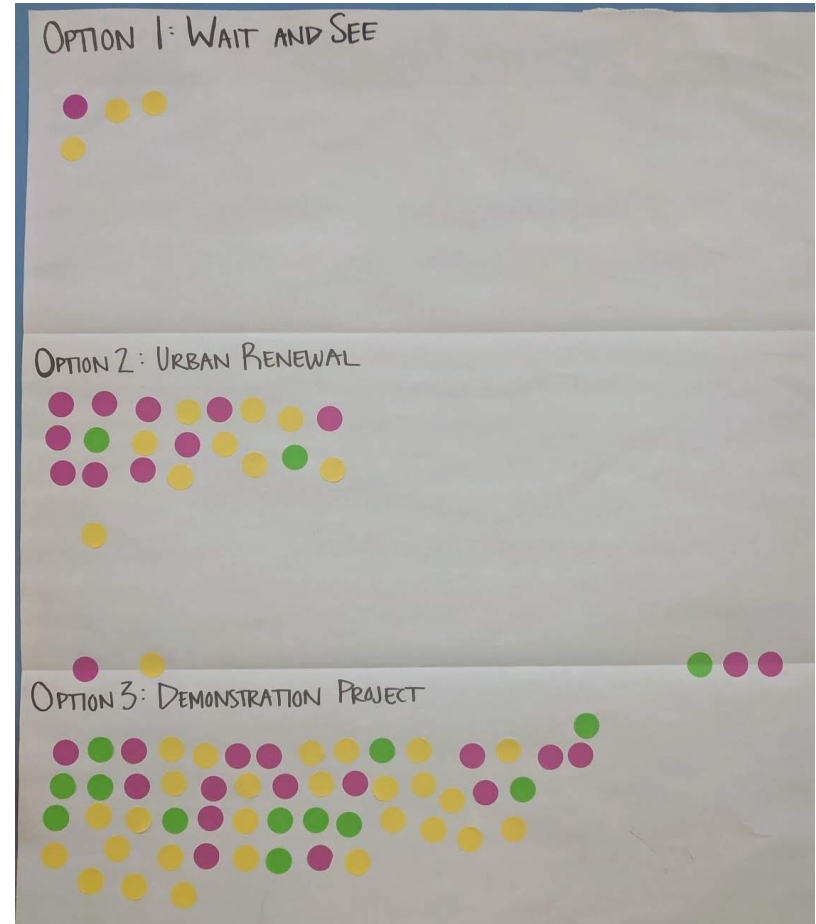 OPTION 1: WAIT AND SEE
OPTION 2: URBAN RENEWAL
OPTION 3: DEMONSTRATION PROJECT